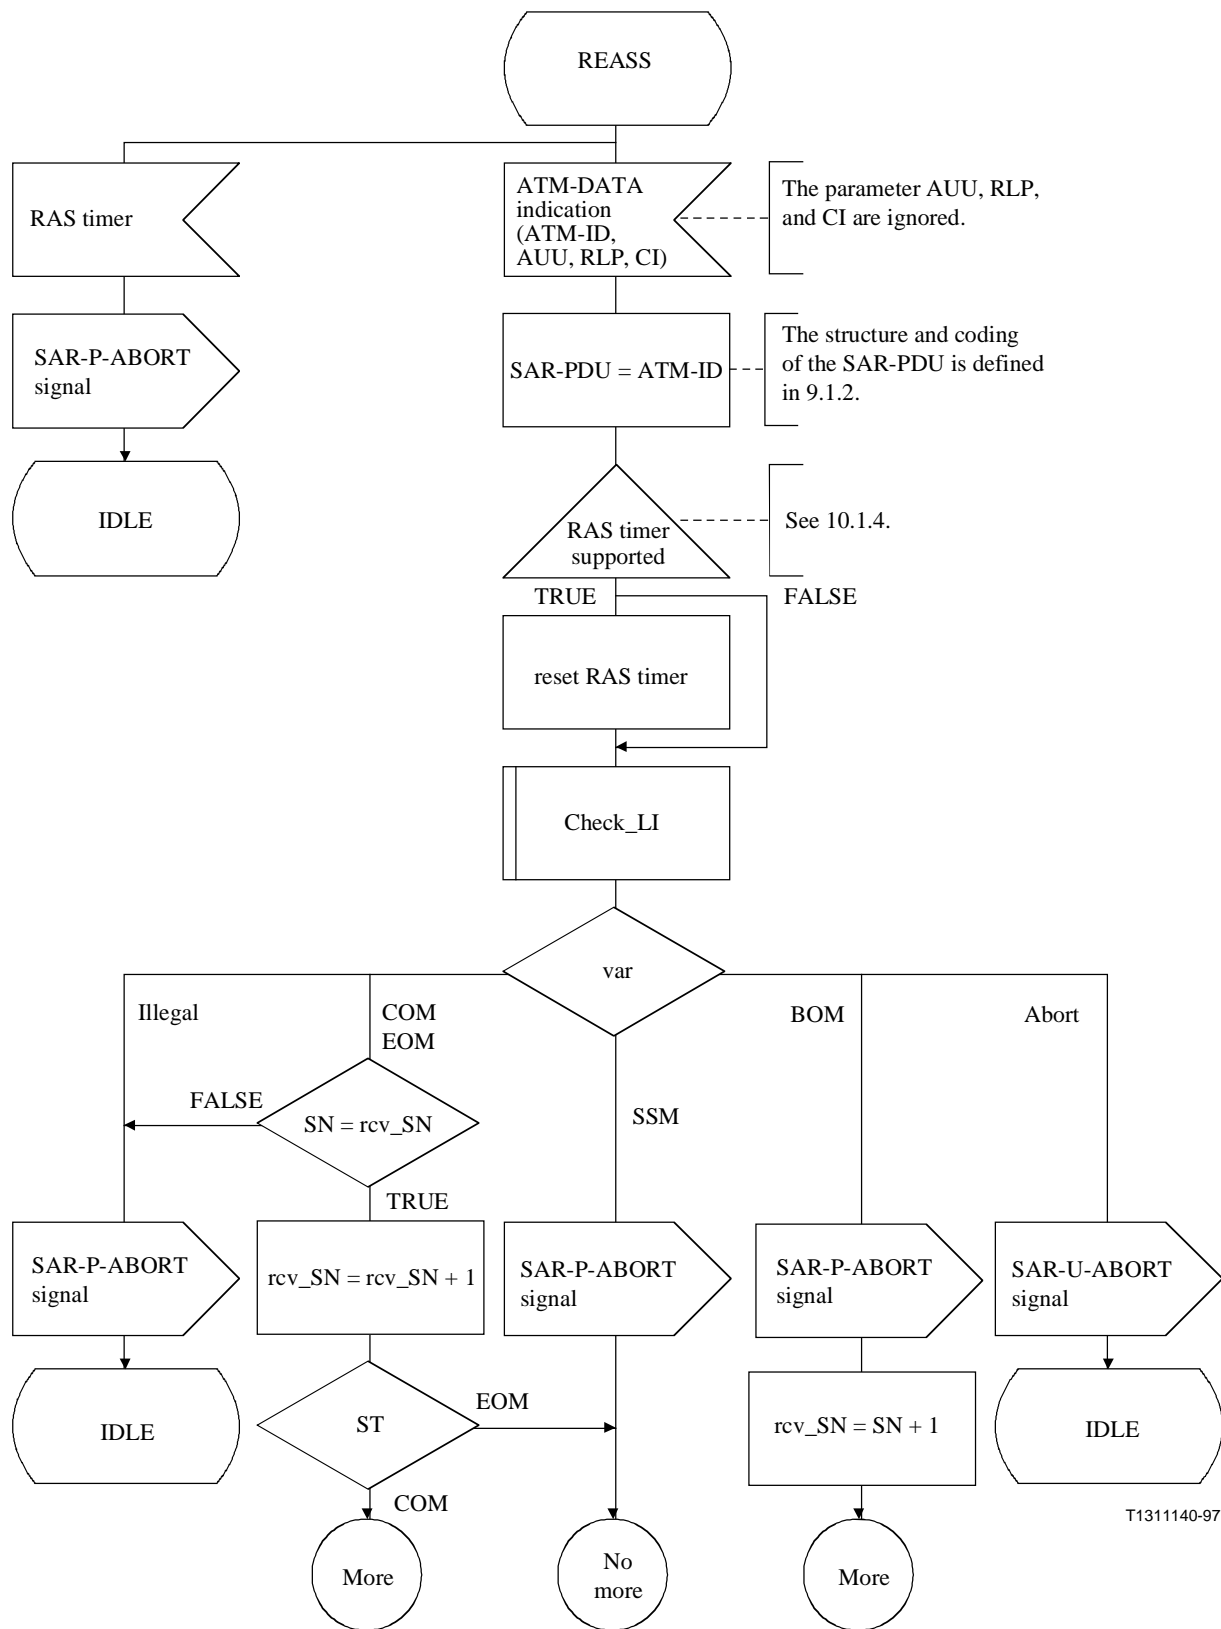 REASS
RAS timer
ATM-DATA
indication
(ATM-ID,
AUU, RLP, CI)
The parameter AUU, RLP,
and CI are ignored.
SAR-P-ABORT
signal
SAR-PDU = ATM-ID
The structure and coding
of the SAR-PDU is defined
in 9.1.2.
IDLE
RAS timer
supported
See 10.1.4.
TRUE
FALSE
reset RAS timer
Check_LI
var
Illegal
COM
EOM
BOM
Abort
FALSE
SN = rcv_SN
SSM
TRUE
SAR-P-ABORT
signal
rcv_SN = rcv_SN + 1
SAR-P-ABORT
signal
SAR-P-ABORT
signal
SAR-U-ABORT
signal
IDLE
ST
EOM
rcv_SN = SN + 1
IDLE
COM
T1311140-97
More
No
more
More